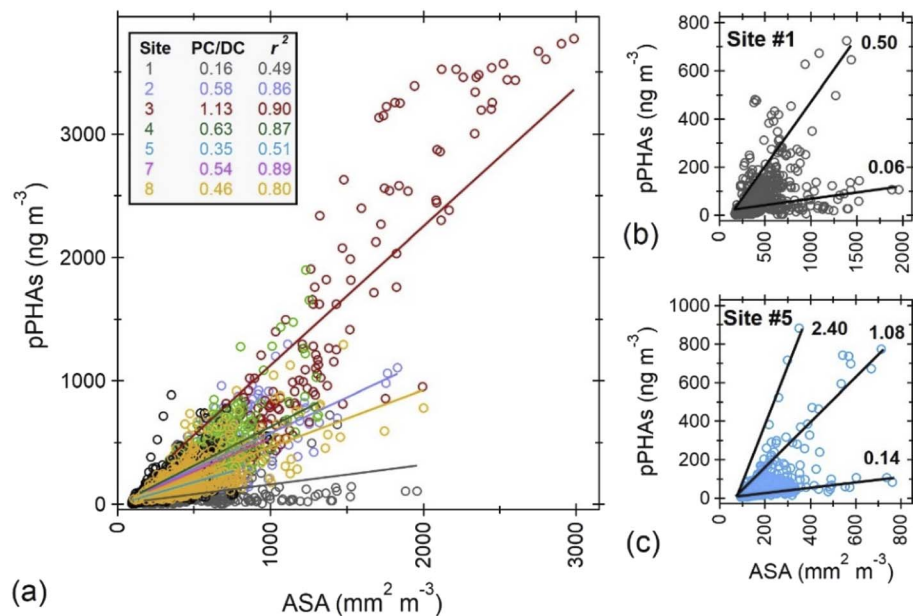 Site PC/DC r²
1 0.16 0.49
2 0.58 0.86
3 1.13 0.90
4 0.63 0.87
5 0.35 0.51
7 0.54 0.89
8 0.46 0.80
pPHAs (ng m⁻³)
3000
2000
1000
0
0
1000
2000
3000
ASA (mm² m⁻³)
(a)
Site #1
0.50
0.06
pPHAs (ng m⁻³)
800
600
400
200
0
0
500
1000
1500
2000
(b)
Site #5
2.40
1.08
0.14
pPHAs (ng m⁻³)
1000
800
600
400
200
0
0
200
400
600
800
ASA (mm² m⁻³)
(c)